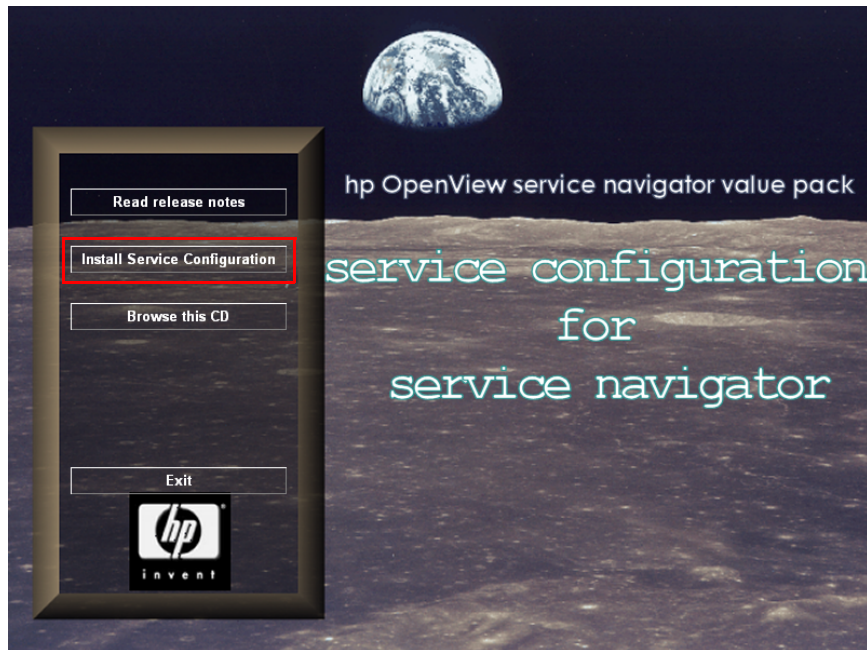 hp OpenView service navigator value pack
service configuration
for
service navigator
Read release notes
Install Service Configuration
Browse this CD
Exit
hp
invent